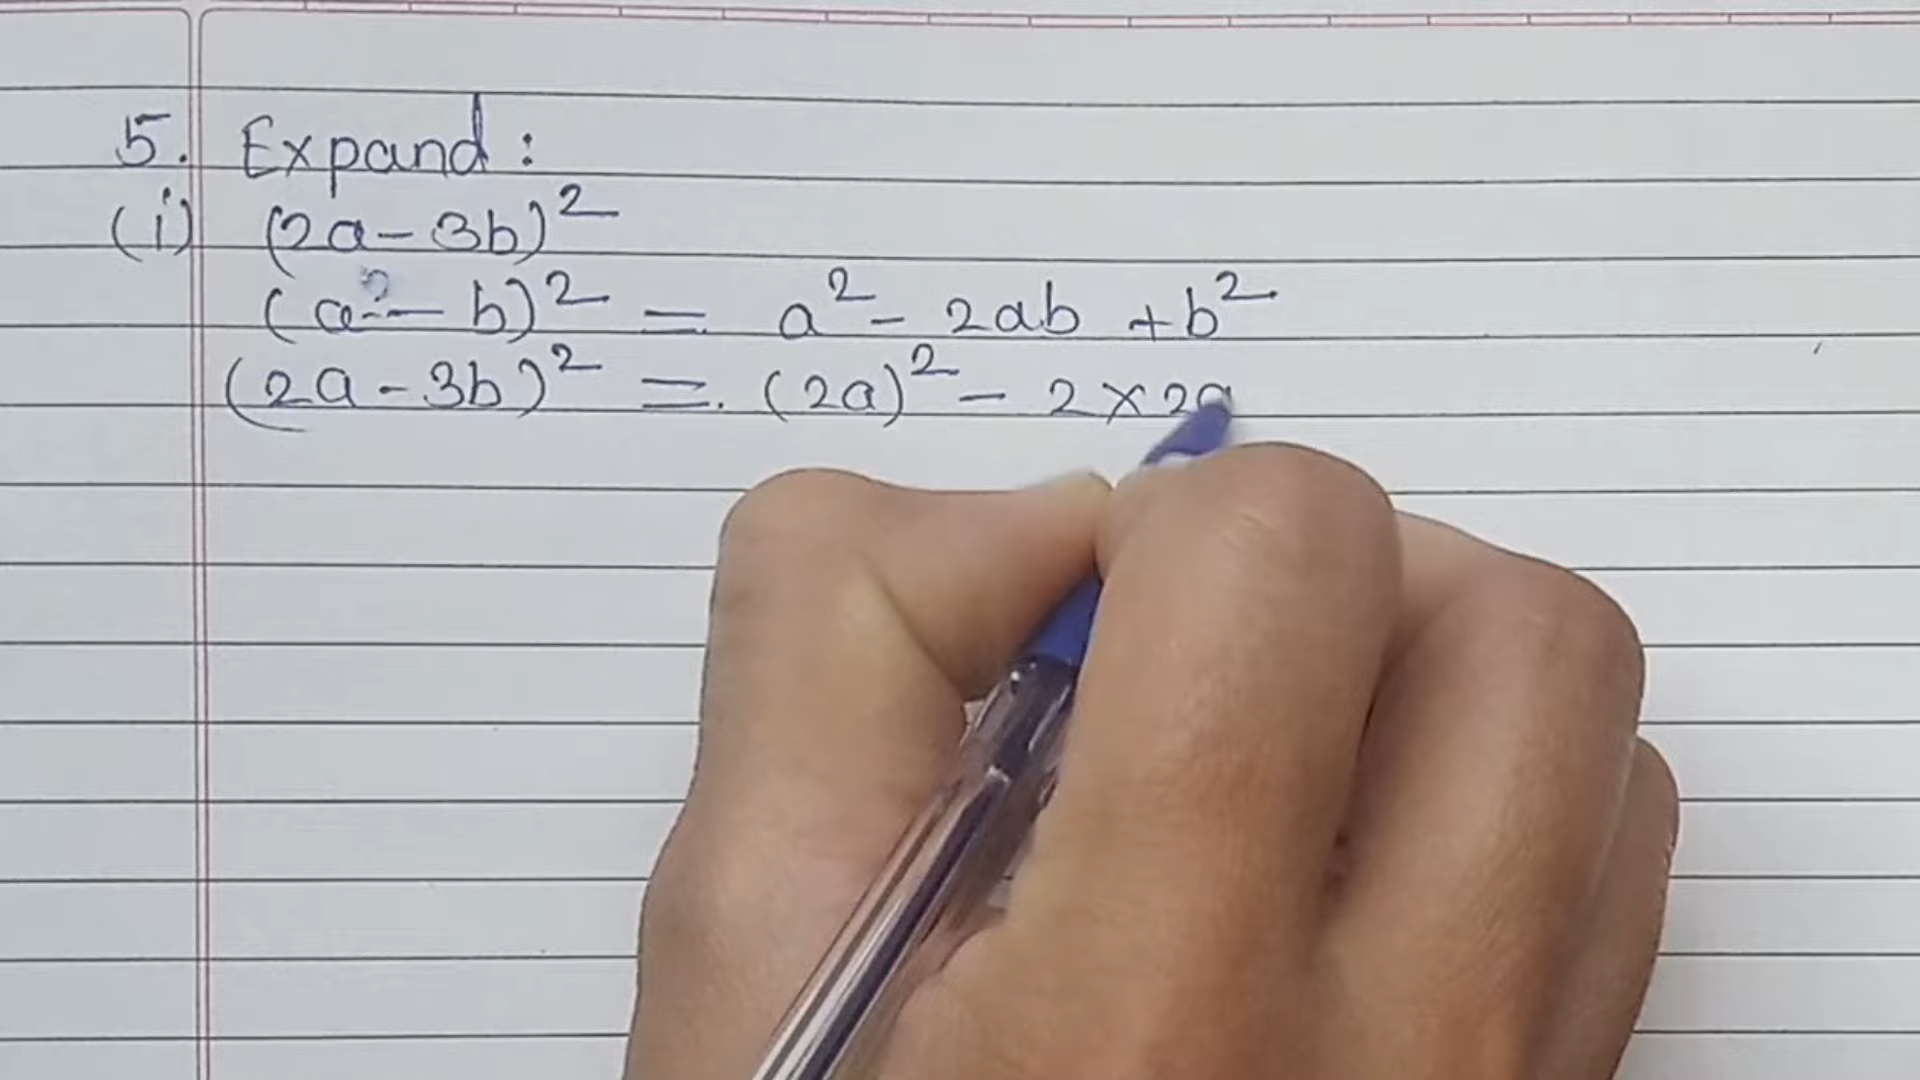 5. Expand :
(i) (2a - 3b)²
(a - b)² = a² - 2ab + b²
(2a - 3b)² = (2a)² - 2 × 2a